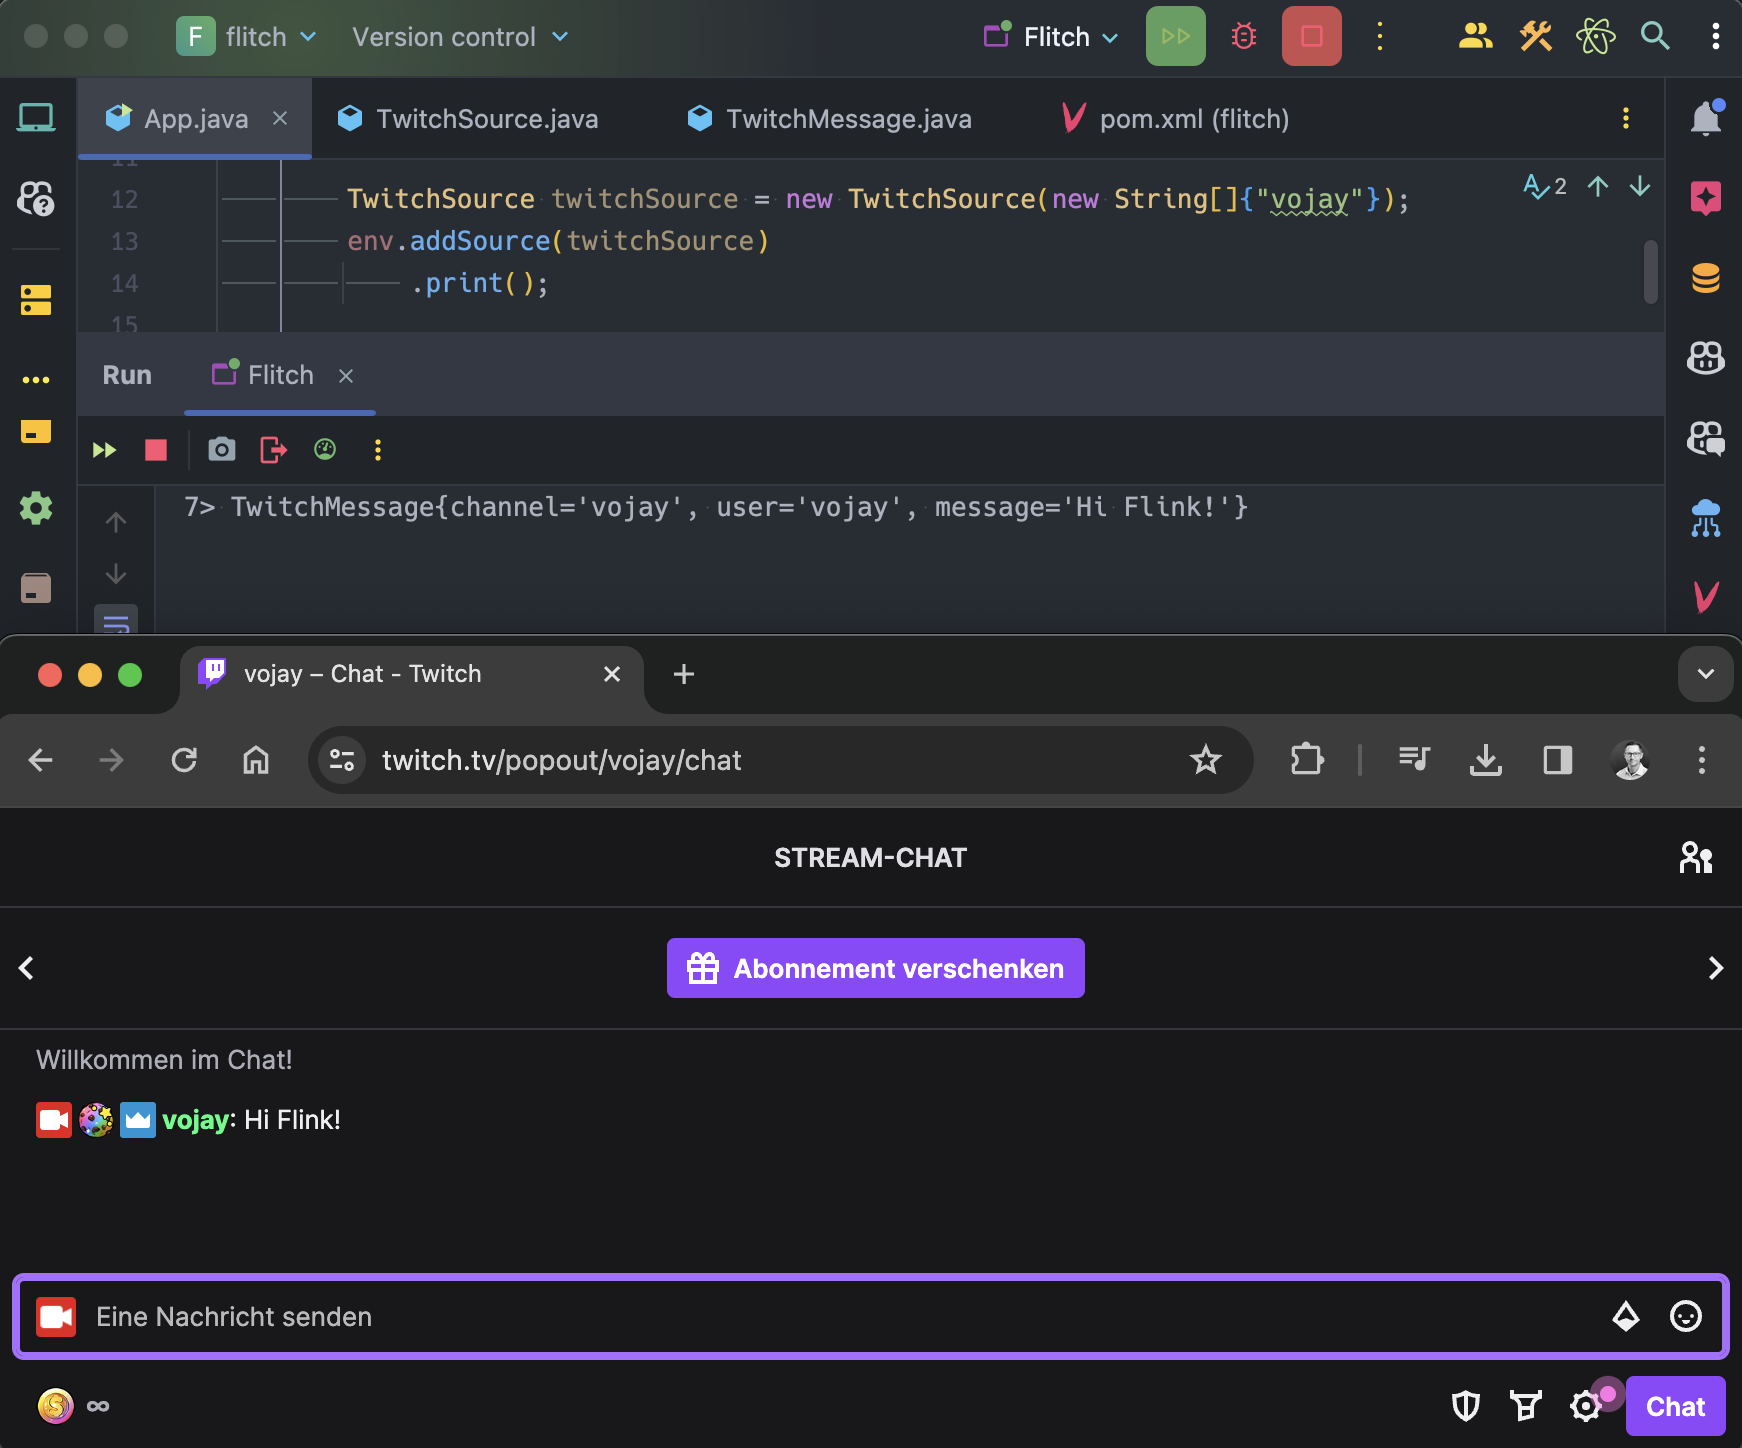 F flitch Version control Flitch
App.java TwitchSource.java TwitchMessage.java pom.xml (flitch)
11
12 TwitchSource twitchSource = new TwitchSource(new String[]{"vojay"}); 2
13 env.addSource(twitchSource)
14 .print();
15
Run Flitch
7> TwitchMessage{channel='vojay', user='vojay', message='Hi Flink!'}
vojay – Chat - Twitch
twitch.tv/popout/vojay/chat
STREAM-CHAT
Abonnement verschenken
Willkommen im Chat!
vojay: Hi Flink!
Eine Nachricht senden
∞ Chat